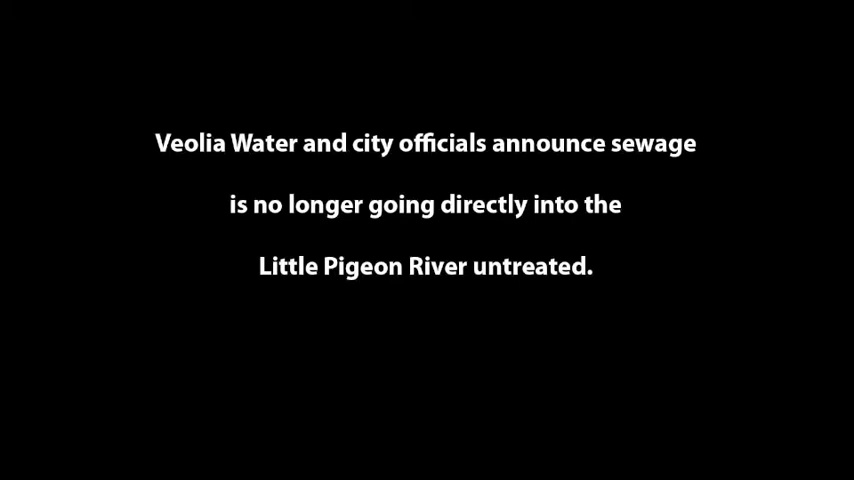 Veolia Water and city officials announce sewage
is no longer going directly into the
Little Pigeon River untreated.